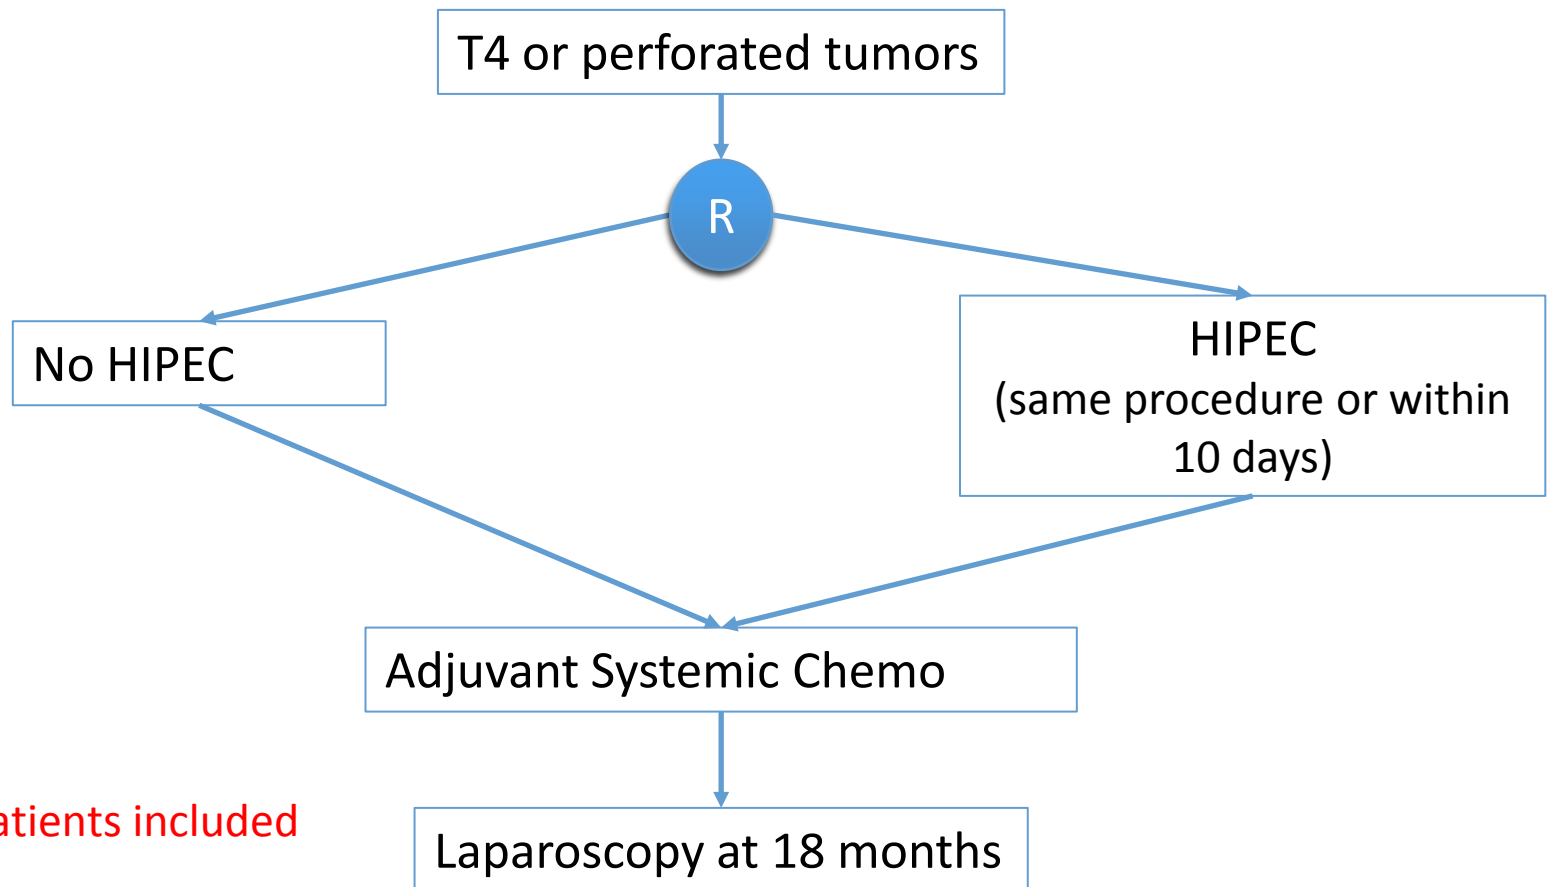 T4 or perforated tumors
R
No HIPEC
HIPEC
(same procedure or within
10 days)
Adjuvant Systemic Chemo
included
Laparoscopy at 18 months